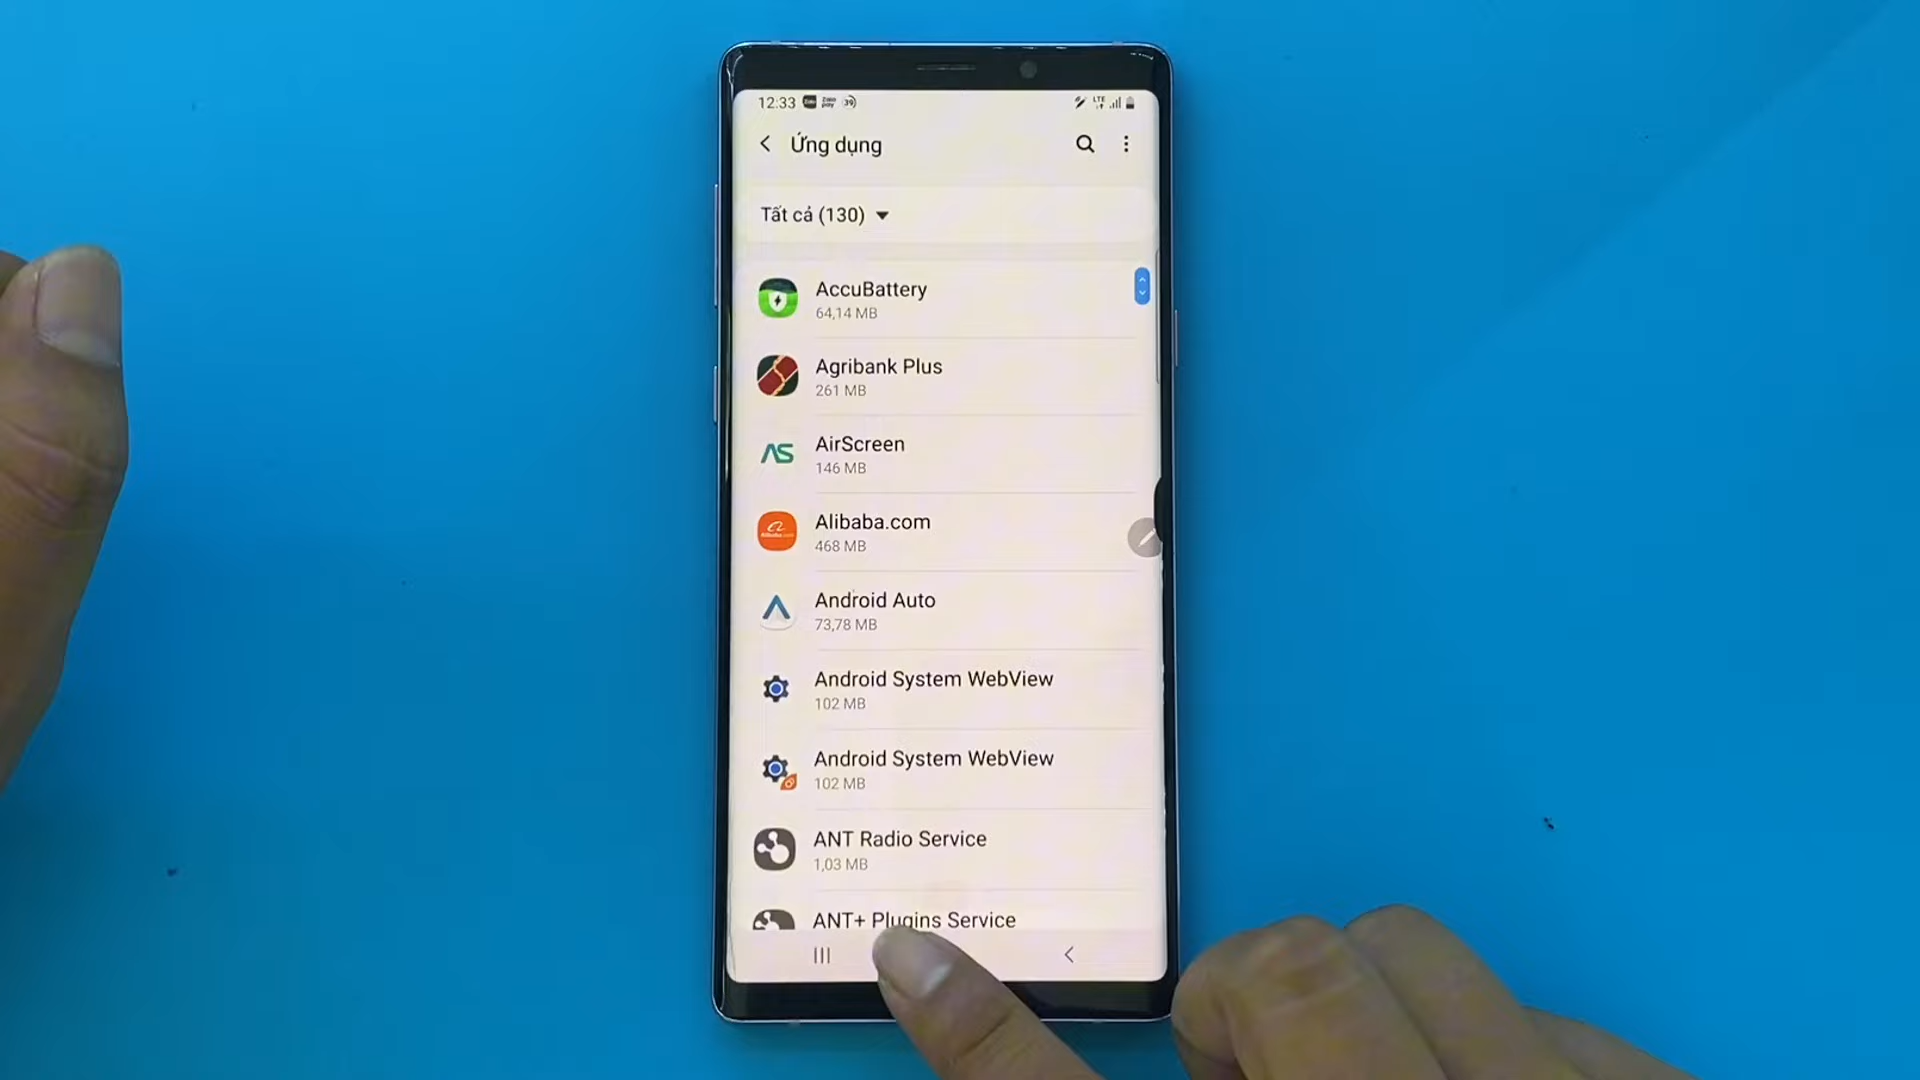 12:33 39 LTE
Ứng dụng
Tất cả (130)
AccuBattery
64,14 MB
Agribank Plus
261 MB
AirScreen
146 MB
Alibaba.com
468 MB
Android Auto
73,78 MB
Android System WebView
102 MB
Android System WebView
102 MB
ANT Radio Service
1,03 MB
ANT+ Plugins Service